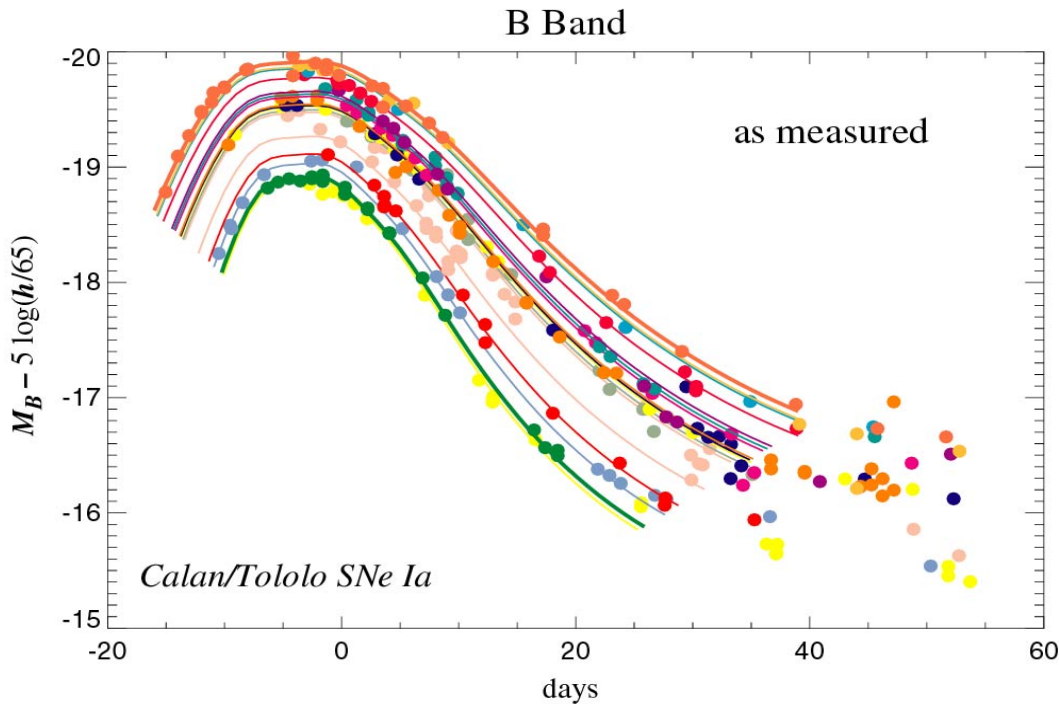 B Band
-20
-19
-18
-17
-16
-15
M_B – 5 log(h/65)
as measured
Calan/Tololo SNe Ia
-20 0 20 40 60
days